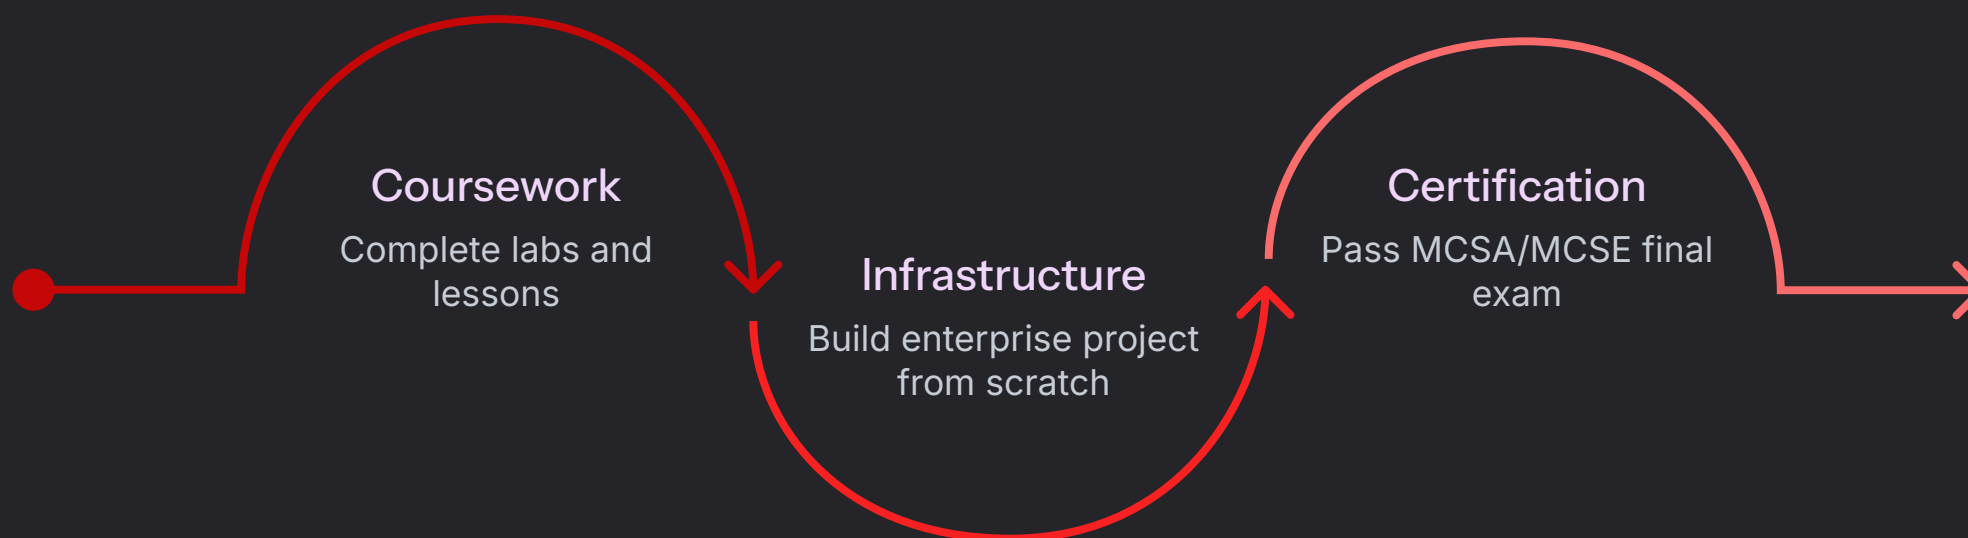 Coursework
Complete labs and
lessons
Infrastructure
Build enterprise project
from scratch
Certification
Pass MCSA/MCSE final
exam